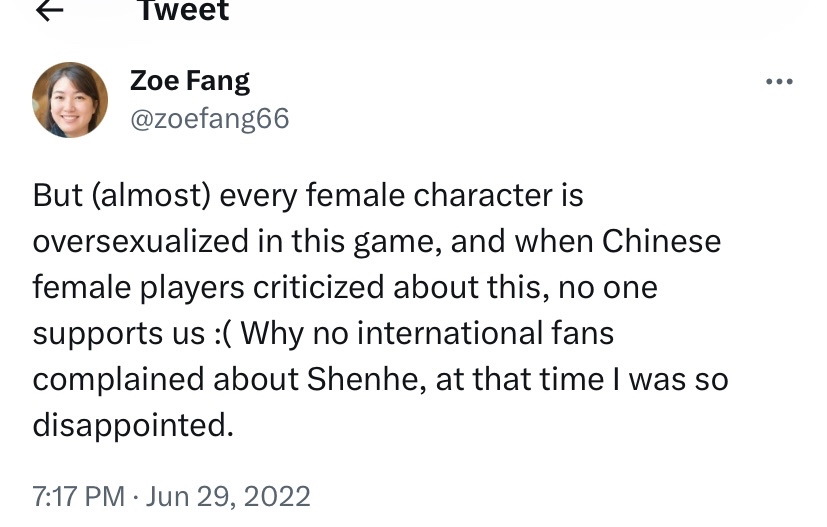 Tweet
Zoe Fang
@zoefang66
But (almost) every female character is
oversexualized in this game, and when Chinese
female players criticized about this, no one
supports us :( Why no international fans
complained about Shenhe, at that time I was so
disappointed.
7:17 PM · Jun 29, 2022